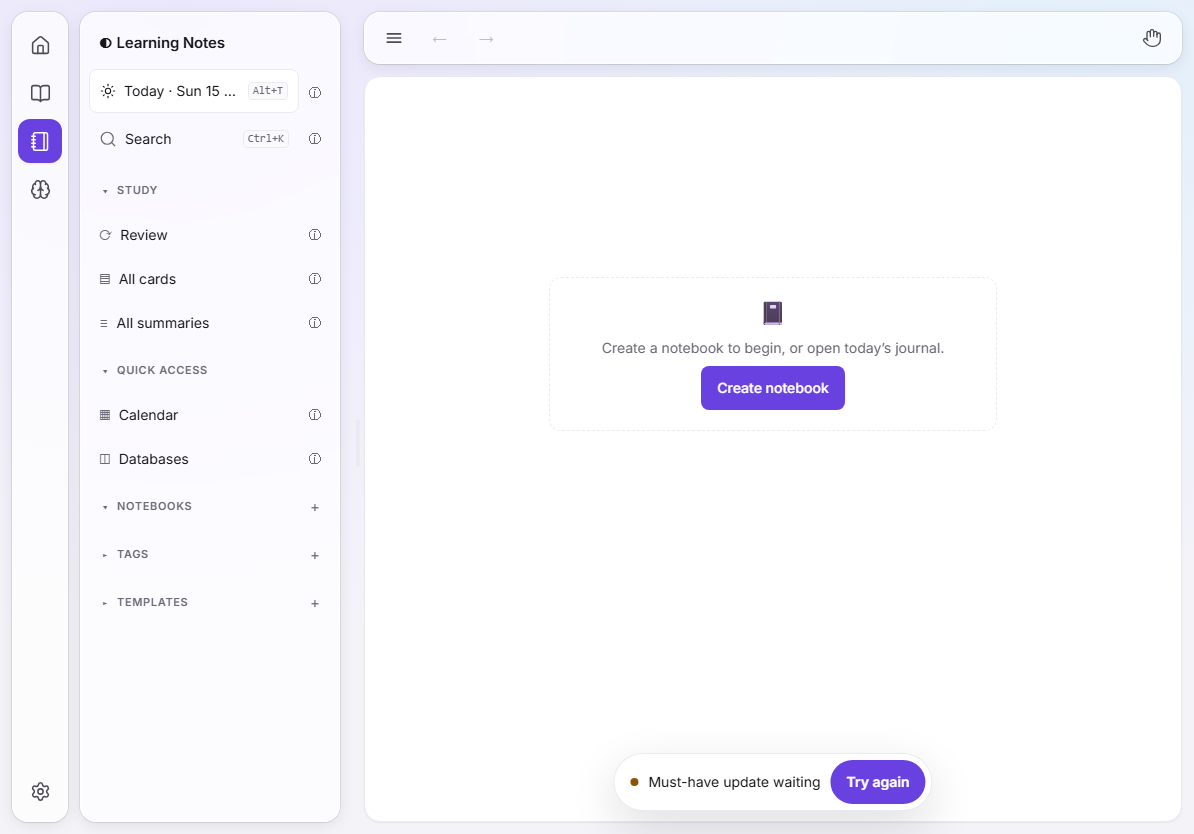 Learning Notes
Today · Sun 15 ... Alt+T
Search Ctrl+K
STUDY
Review
All cards
All summaries
QUICK ACCESS
Calendar
Databases
NOTEBOOKS +
TAGS +
TEMPLATES +
Create a notebook to begin, or open today’s journal.
Create notebook
Must-have update waiting Try again